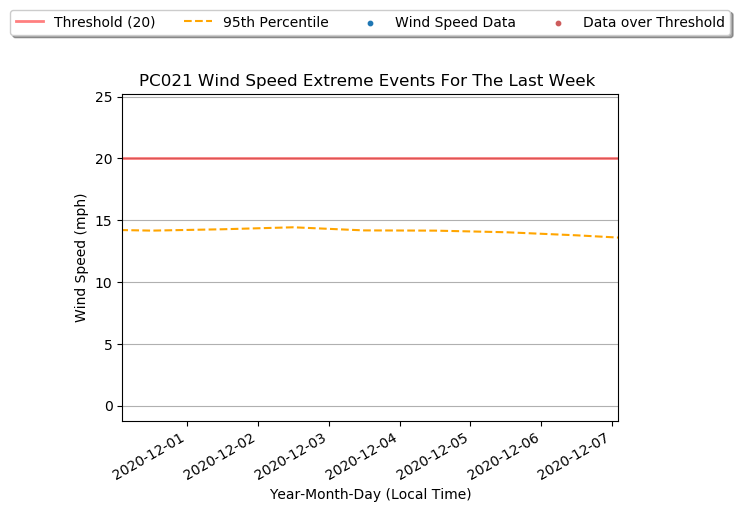 Threshold (20) 95th Percentile Wind Speed Data Data over Threshold
PC021 Wind Speed Extreme Events For The Last Week
25
20
15
10
5
0
Wind Speed (mph)
2020-12-01 2020-12-02 2020-12-03 2020-12-04 2020-12-05 2020-12-06 2020-12-07
Year-Month-Day (Local Time)